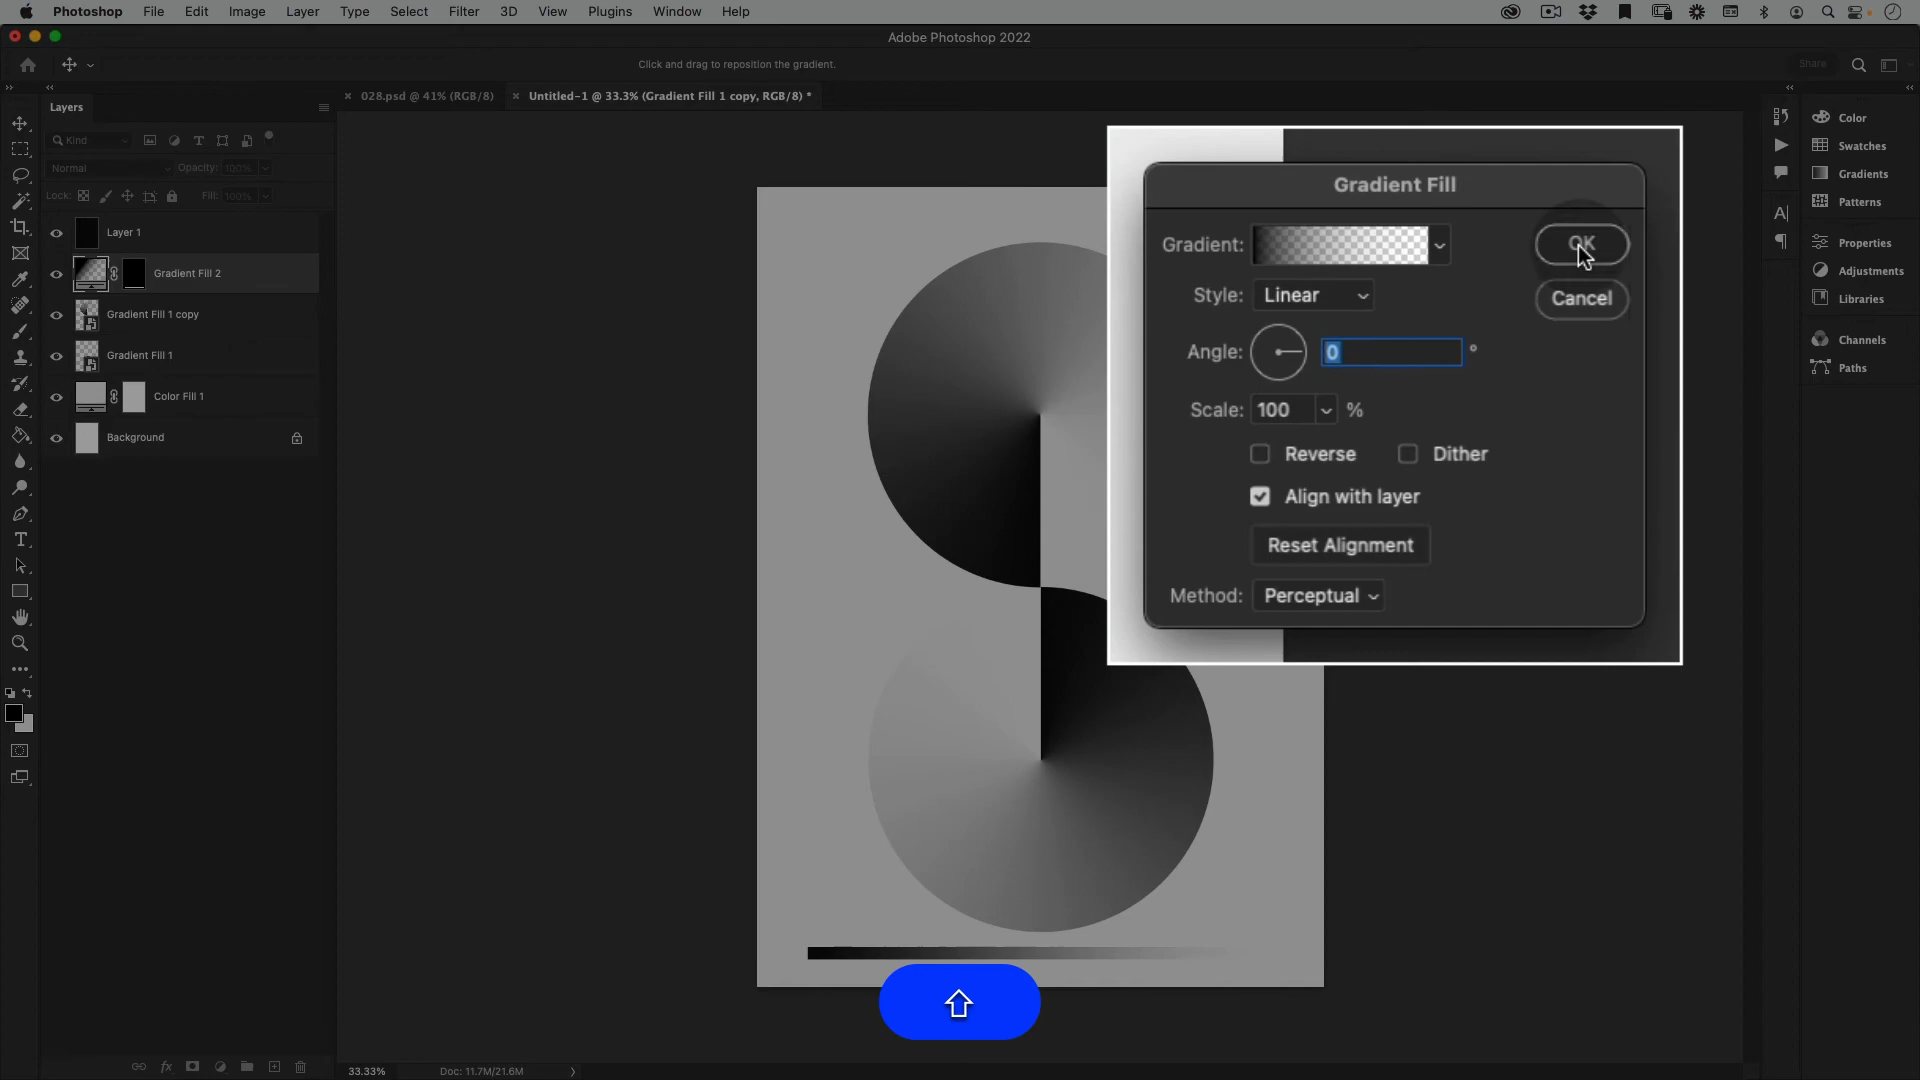 Photoshop File Edit Image Layer Type Select Filter 3D View Plugins Window Help
Adobe Photoshop 2022
Click and drag to reposition the gradient.
Share
028.psd @ 41% (RGB/8)
Untitled-1 @ 33.3% (Gradient Fill 1 copy, RGB/8) *
Layers
Kind
Normal
Opacity: 100%
Lock:
Fill: 100%
Layer 1
Gradient Fill 2
Gradient Fill 1 copy
Gradient Fill 1
Color Fill 1
Background
Gradient Fill
Gradient:
OK
Style: Linear
Cancel
Angle: 0 °
Scale: 100 %
Reverse
Dither
Align with layer
Reset Alignment
Method: Perceptual
Color
Swatches
Gradients
Patterns
Properties
Adjustments
Libraries
Channels
Paths
fx
33.33%
Doc: 11.7M/21.6M